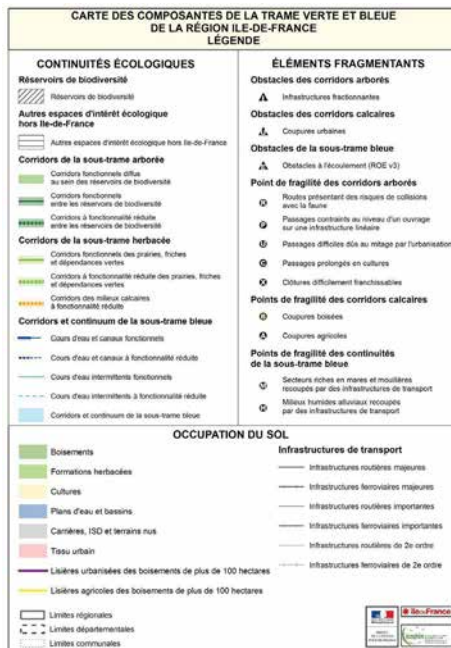 CARTE DES COMPOSANTES DE LA TRAME VERTE ET BLEUE
DE LA RÉGION ILE-DE-FRANCE
LÉGENDE
CONTINUITÉS ÉCOLOGIQUES
Réservoirs de biodiversité
Réservoirs de biodiversité
Autres espaces d'intérêt écologique
hors Ile-de-France
Autres espaces d'intérêt écologique hors Ile-de-France
Corridors de la sous-trame arborée
Corridors fonctionnels diffus
au sein des réservoirs de biodiversité
Corridors fonctionnels
entre les réservoirs de biodiversité
Corridors à fonctionnalité réduite
entre les réservoirs de biodiversité
Corridors de la sous-trame herbacée
Corridors fonctionnels des prairies, friches
et dépendances vertes
Corridors à fonctionnalité réduite des prairies, friches
et dépendances vertes
Corridors des milieux calcaires
à fonctionnalité réduite
Corridors et continuum de la sous-trame bleue
Cours d'eau et canaux fonctionnels
Cours d'eau et canaux à fonctionnalité réduite
Cours d'eau intermittents fonctionnels
Cours d'eau intermittents à fonctionnalité réduite
Corridors et continuum de la sous-trame bleue
ÉLÉMENTS FRAGMENTANTS
Obstacles des corridors arborés
Infrastructures fractionnantes
Obstacles des corridors calcaires
Coupures urbaines
Obstacles de la sous-trame bleue
Obstacles à l'écoulement (ROE v3)
Point de fragilité des corridors arborés
R Routes présentant des risques de collisions
avec la faune
P Passages contraints au niveau d'un ouvrage
sur une infrastructure linéaire
U Passages difficiles dûs au mitage par l'urbanisation
C Passages prolongés en cultures
X Clôtures difficilement franchissables
Points de fragilité des corridors calcaires
B Coupures boisées
A Coupures agricoles
Points de fragilité des continuités
de la sous-trame bleue
M Secteurs riches en mares et mouillères
recoupés par des infrastructures de transport
H Milieux humides alluviaux recoupés
par des infrastructures de transport
OCCUPATION DU SOL
Boisements
Formations herbacées
Cultures
Plans d'eau et bassins
Carrières, ISD et terrains nus
Tissu urbain
Lisières urbanisées des boisements de plus de 100 hectares
Lisières agricoles des boisements de plus de 100 hectares
Limites régionales
Limites départementales
Limites communales
Infrastructures de transport
Infrastructures routières majeures
Infrastructures ferroviaires majeures
Infrastructures routières importantes
Infrastructures ferroviaires importantes
Infrastructures routières de 2e ordre
Infrastructures ferroviaires de 2e ordre
île de France